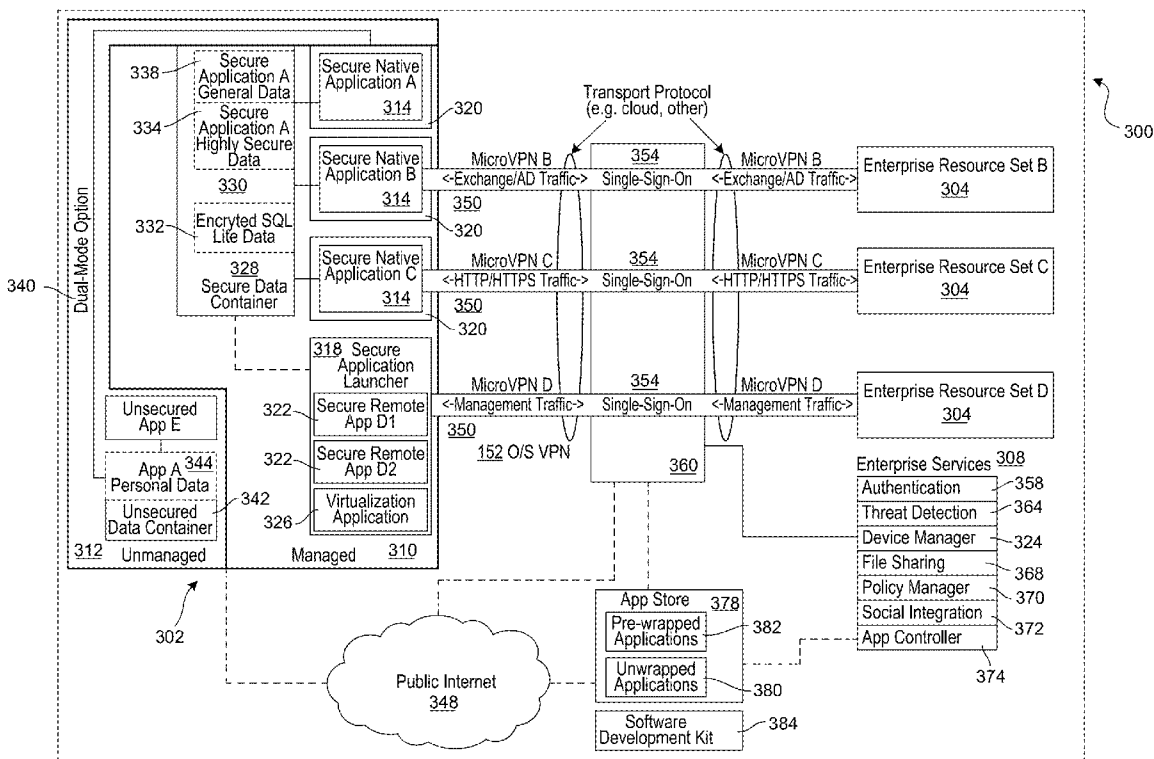 338
Secure
Application A
General Data
334
Secure
Application A
Highly Secure
Data
330
332
Encryted SQL
Lite Data
328
Secure Data
Container
Secure Native
Application A
314
320
Secure Native
Application B
314
320
Secure Native
Application C
314
320
Dual-Mode Option
340
318 Secure
Application
Launcher
322
Secure Remote
App D1
322
Secure Remote
App D2
326
Virtualization
Application
Unsecured
App E
App A 344
Personal Data
Unsecured
Data Container
342
312 Unmanaged
Managed 310
302
Transport Protocol
(e.g. cloud, other)
300
MicroVPN B
<-Exchange/AD Traffic->
350
354
Single-Sign-On
MicroVPN B
<-Exchange/AD Traffic->
Enterprise Resource Set B
304
MicroVPN C
<-HTTP/HTTPS Traffic->
350
354
Single-Sign-On
MicroVPN C
<-HTTP/HTTPS Traffic->
Enterprise Resource Set C
304
MicroVPN D
<-Management Traffic->
350
354
Single-Sign-On
MicroVPN D
<-Management Traffic->
Enterprise Resource Set D
304
152 O/S VPN
360
Enterprise Services 308
Authentication 358
Threat Detection 364
Device Manager 324
File Sharing 368
Policy Manager 370
Social Integration 372
App Controller 374
App Store 378
Pre-wrapped
Applications
382
Unwrapped
Applications
380
Software
Development Kit
384
Public Internet
348